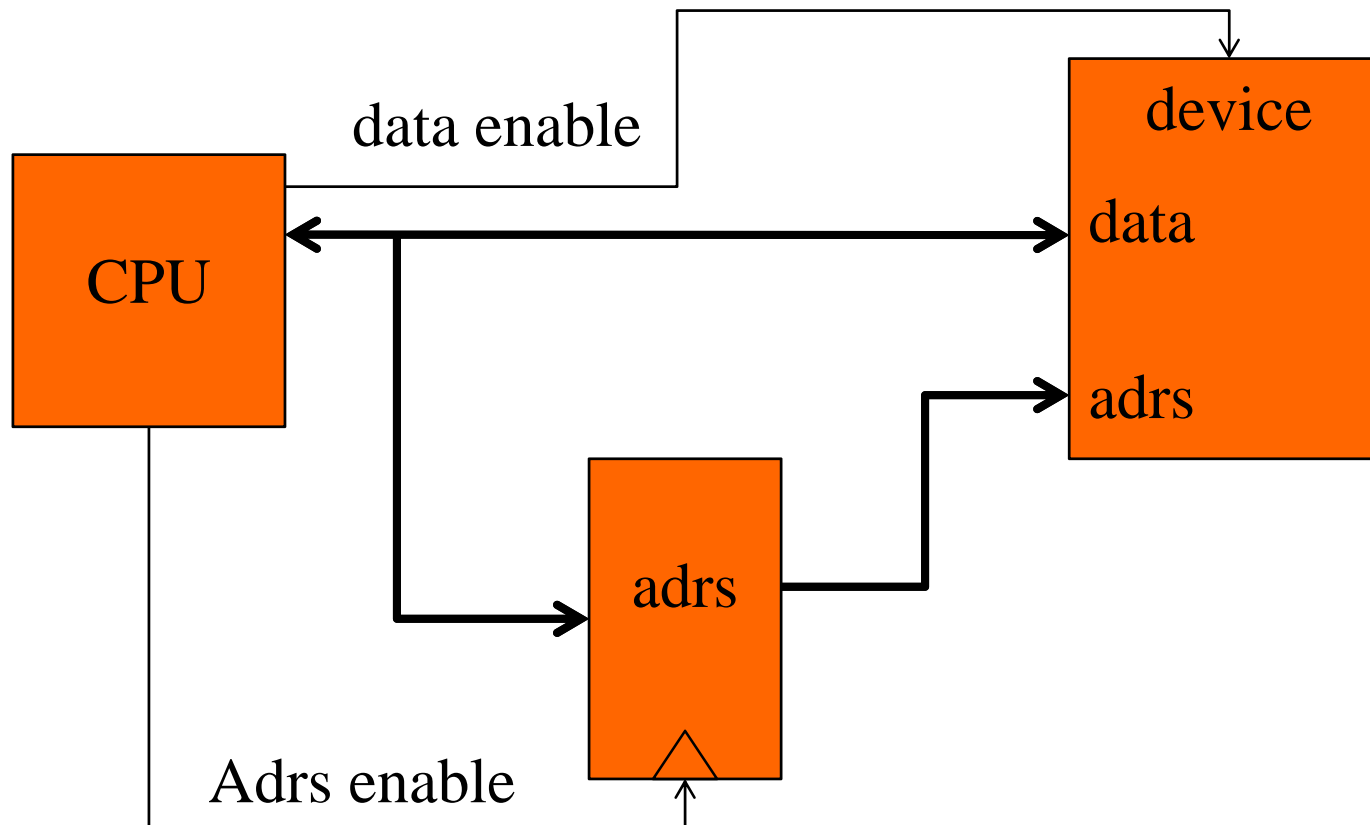 device
data enable
data
CPU
adrs
adrs
Adrs enable